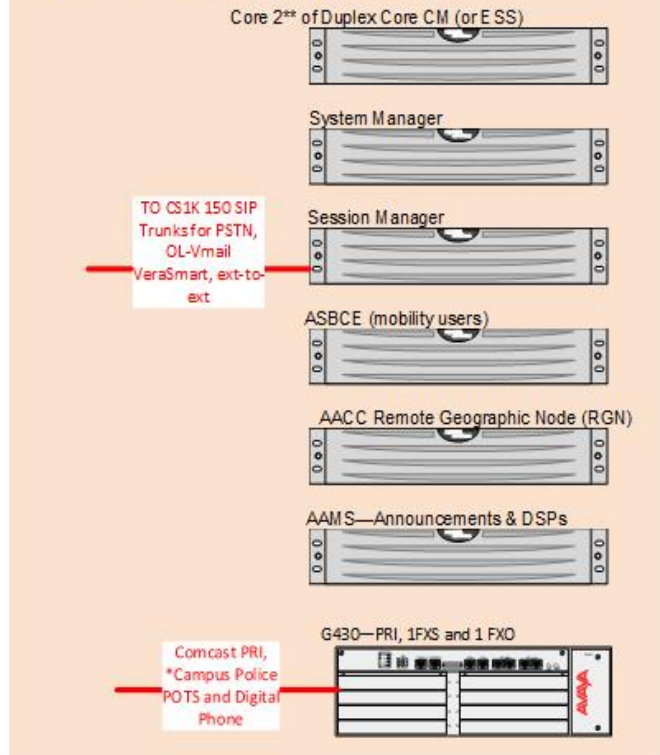 Core 2** of Duplex Core CM (or ESS)
System Manager
Session Manager
TO CS1K 150 SIP
Trunks for PSTN,
OL-Vmail
VeraSmart, ext-to-
ext
ASBCE (mobility users)
AACC Remote Geographic Node (RGN)
AAMS—Announcements & DSPs
G430—PRI, 1FXS and 1 FXO
Comcast PRI,
*Campus Police
POTS and Digital
Phone
AVAYA